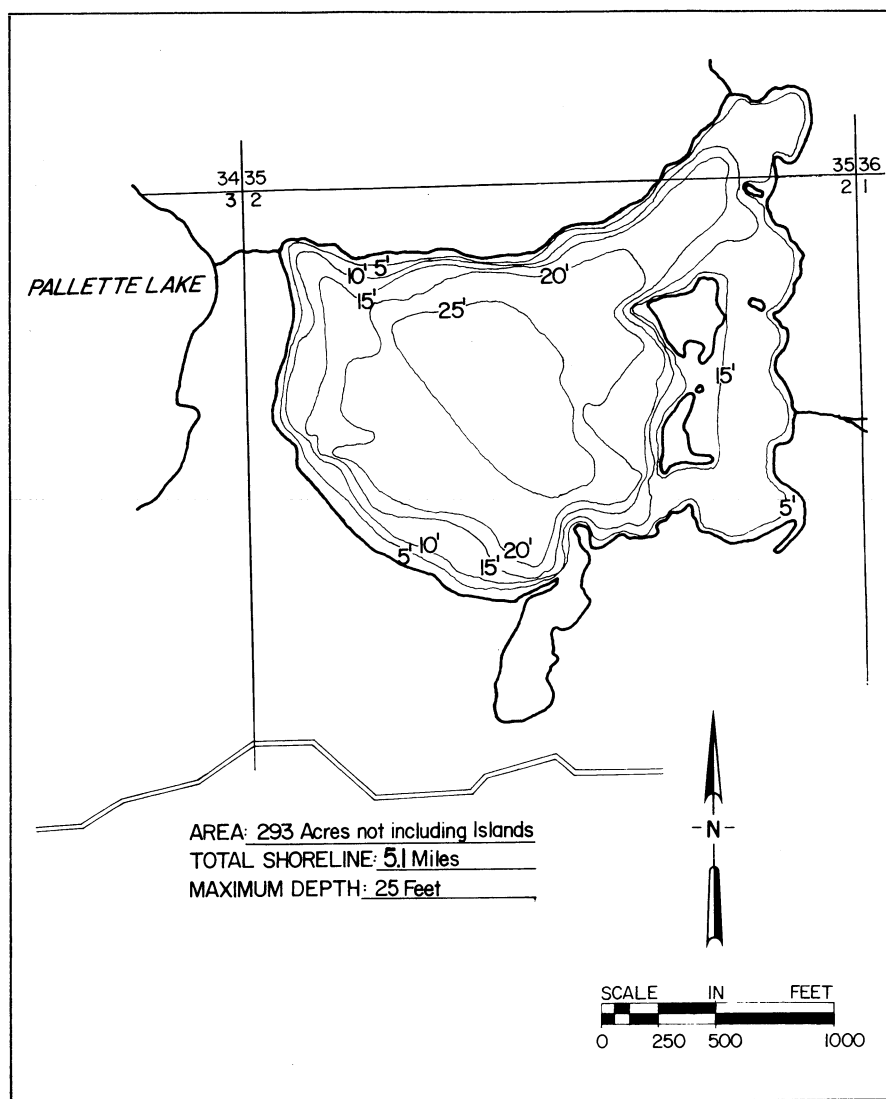 34 35
3 2
35 36
2 1
PALLETTE LAKE
10' 5'
15'
20'
25'
15'
5'
5' 10'
15' 20'
AREA: 293 Acres not including Islands
TOTAL SHORELINE: 5.1 Miles
MAXIMUM DEPTH: 25 Feet
-N-
SCALE IN FEET
0 250 500 1000